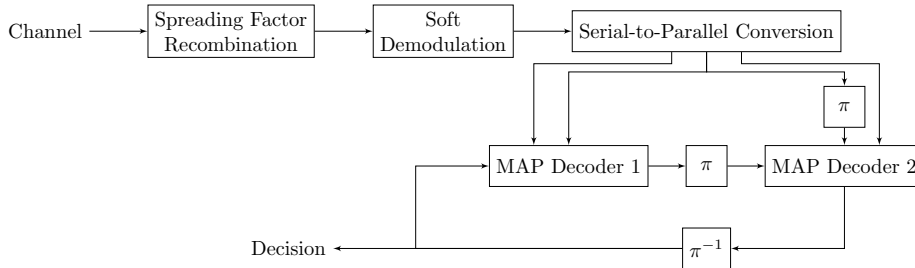 Channel
Spreading Factor
Recombination
Soft
Demodulation
Serial-to-Parallel Conversion
π
MAP Decoder 1
π
MAP Decoder 2
Decision
π⁻¹